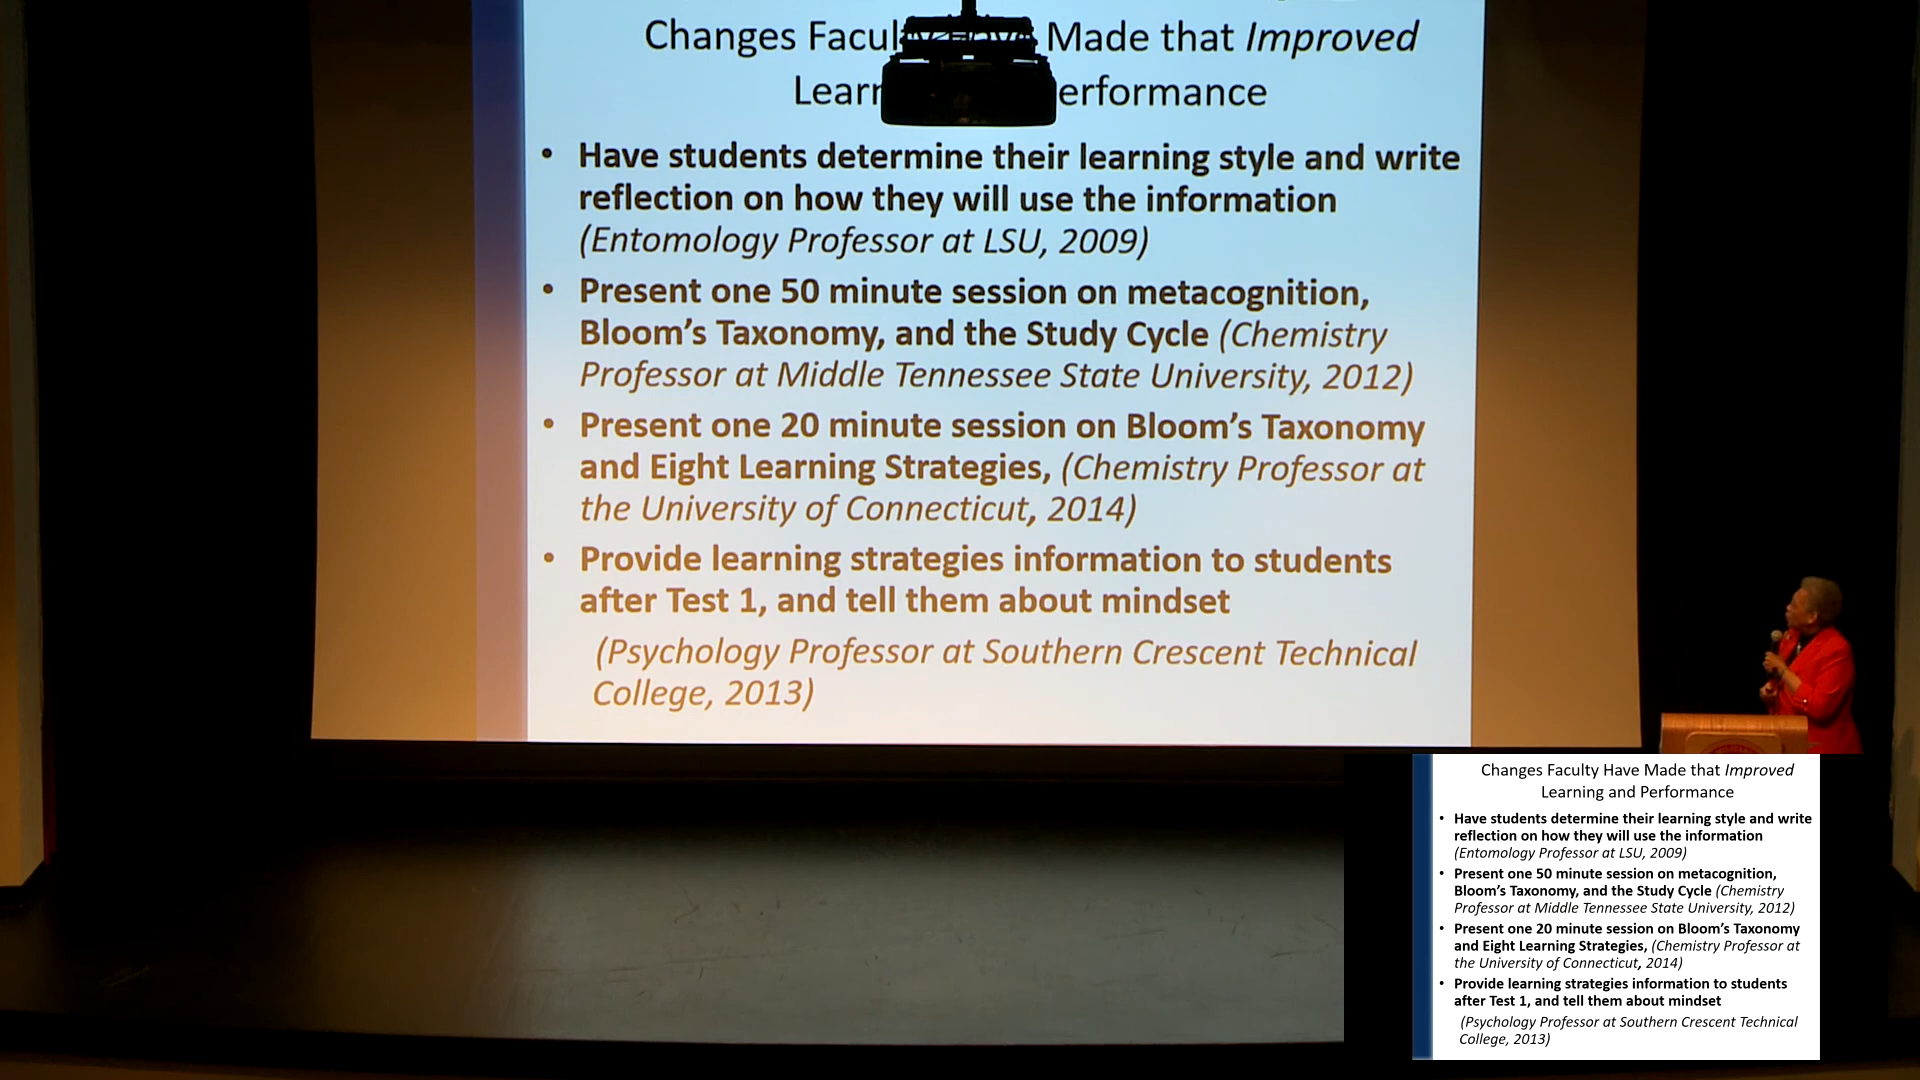 Changes Facul Have Made that Improved
Learn erformance
• Have students determine their learning style and write
reflection on how they will use the information
(Entomology Professor at LSU, 2009)
• Present one 50 minute session on metacognition,
Bloom's Taxonomy, and the Study Cycle (Chemistry
Professor at Middle Tennessee State University, 2012)
• Present one 20 minute session on Bloom's Taxonomy
and Eight Learning Strategies, (Chemistry Professor at
the University of Connecticut, 2014)
• Provide learning strategies information to students
after Test 1, and tell them about mindset
(Psychology Professor at Southern Crescent Technical
College, 2013)
Changes Faculty Have Made that Improved
Learning and Performance
• Have students determine their learning style and write
reflection on how they will use the information
(Entomology Professor at LSU, 2009)
• Present one 50 minute session on metacognition,
Bloom's Taxonomy, and the Study Cycle (Chemistry
Professor at Middle Tennessee State University, 2012)
• Present one 20 minute session on Bloom's Taxonomy
and Eight Learning Strategies, (Chemistry Professor at
the University of Connecticut, 2014)
• Provide learning strategies information to students
after Test 1, and tell them about mindset
(Psychology Professor at Southern Crescent Technical
College, 2013)